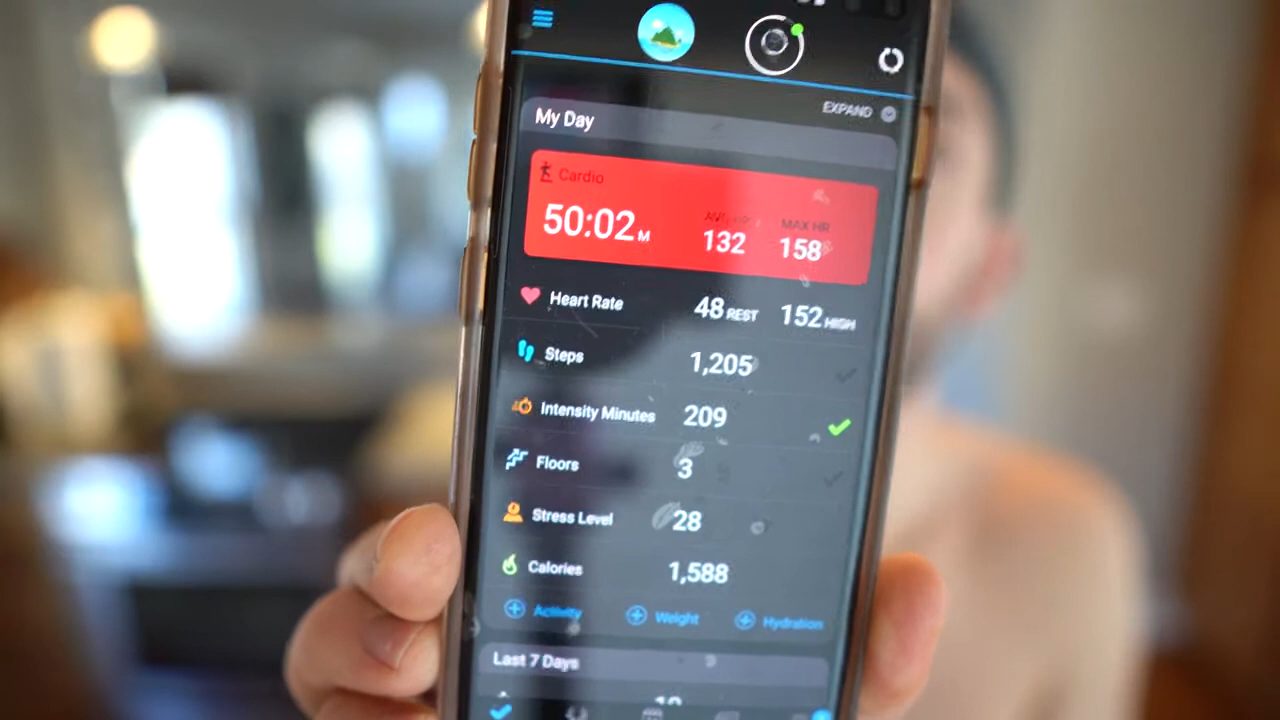 EXPAND
My Day
Cardio
AVG HR MAX HR
50:02 M 132 158
Heart Rate 48 REST 152 HIGH
Steps 1,205
Intensity Minutes 209
Floors 3
Stress Level 28
Calories 1,588
Activity Weight Hydration
Last 7 Days